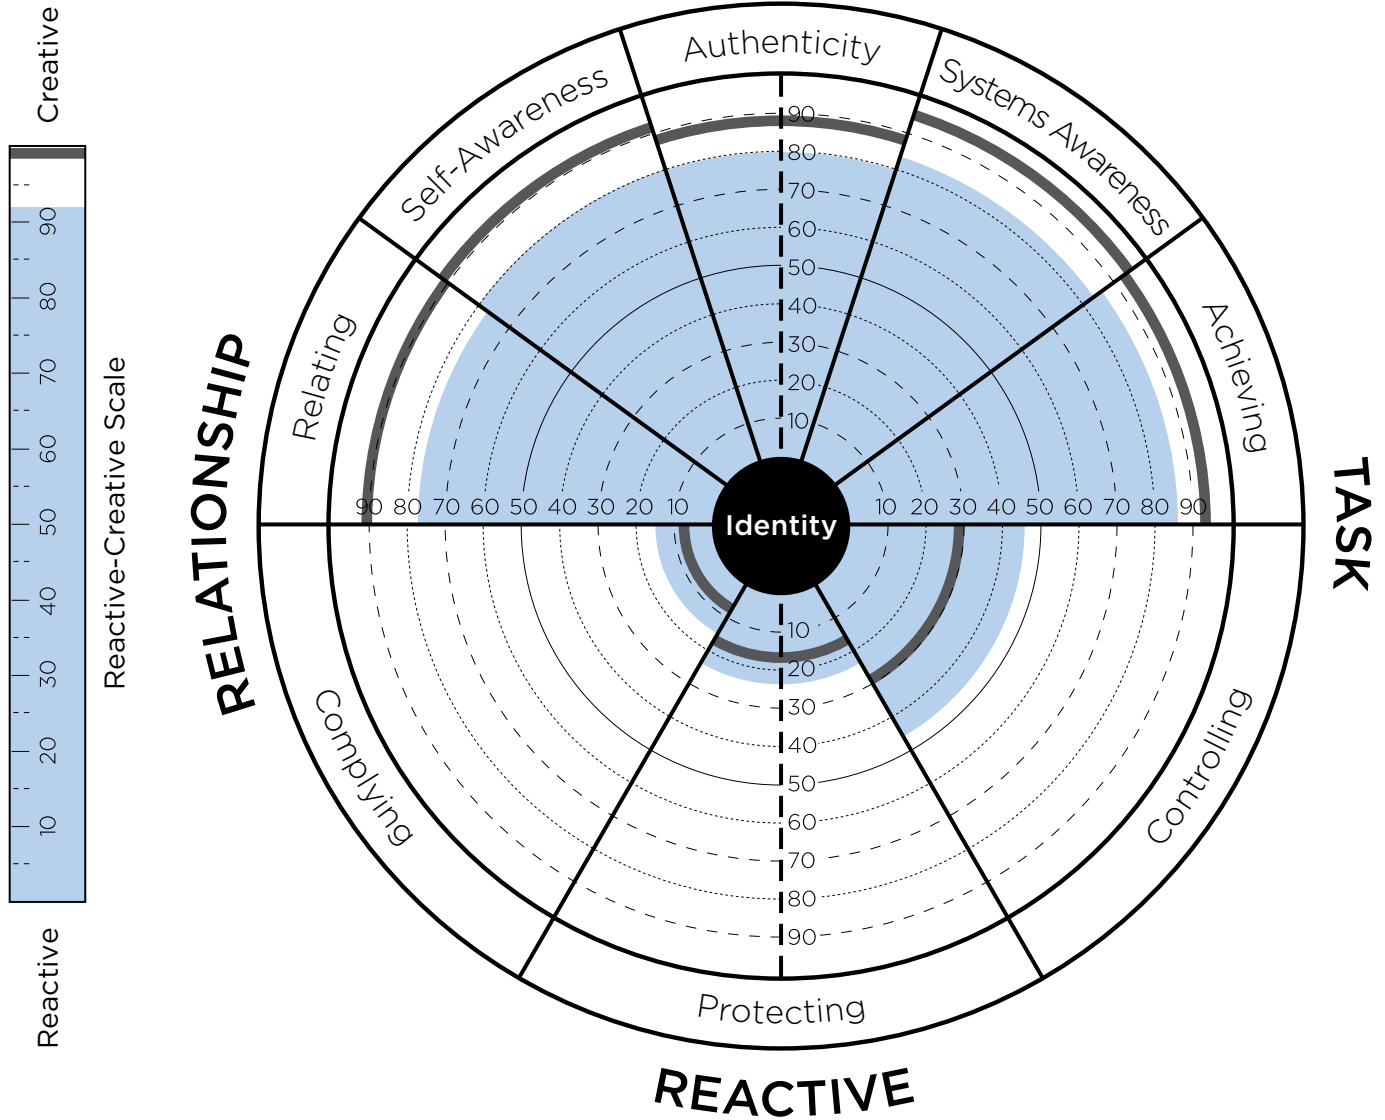 Creative
90
80
70
60
50
40
30
20
10
Reactive
Reactive-Creative Scale
RELATIONSHIP
TASK
REACTIVE
Relating
Self-Awareness
Authenticity
Systems Awareness
Achieving
Controlling
Protecting
Complying
90
80
70
60
50
40
30
20
10
90 80 70 60 50 40 30 20 10
Identity
10 20 30 40 50 60 70 80 90
10
20
30
40
50
60
70
80
90